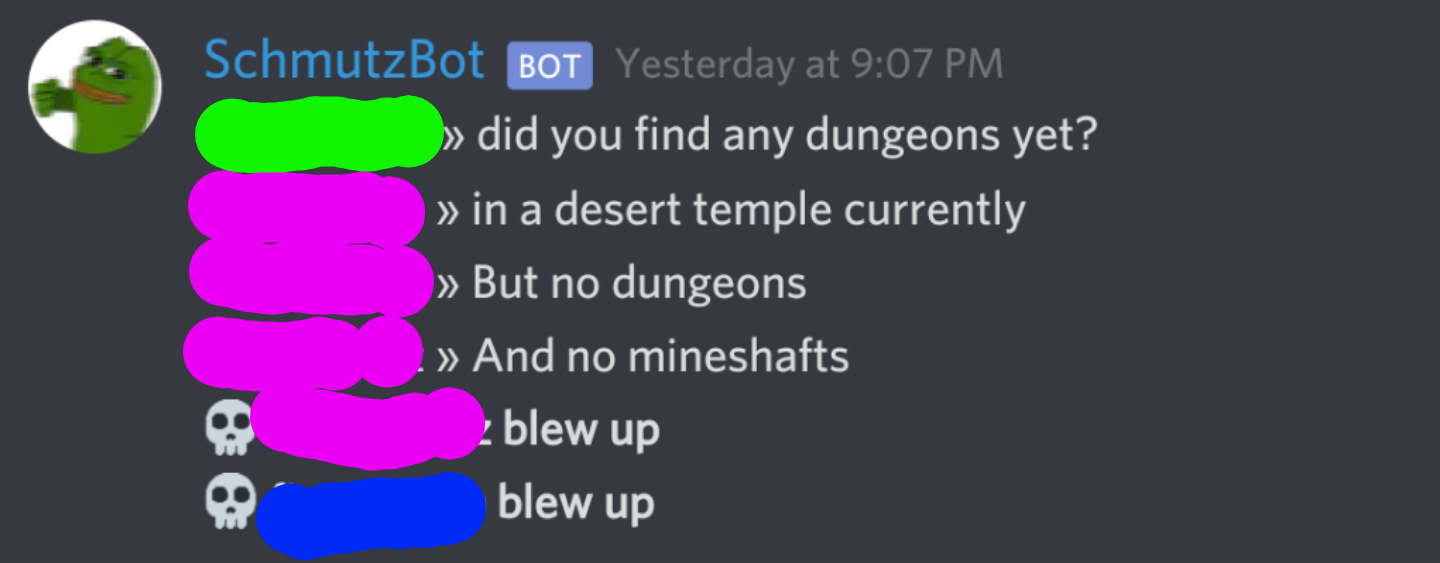 SchmutzBot BOT Yesterday at 9:07 PM
» did you find any dungeons yet?
» in a desert temple currently
» But no dungeons
» And no mineshafts
z blew up
blew up